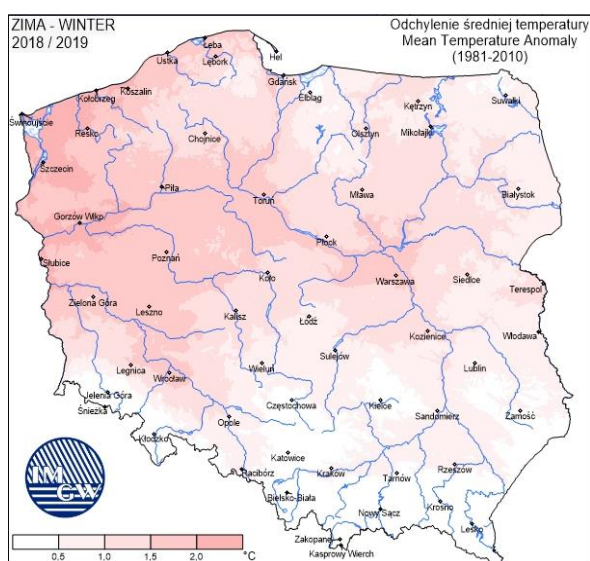 ZIMA - WINTER
2018 / 2019
Odchylenie średniej temperatury
Mean Temperature Anomaly
(1981-2010)
Łeba
Hel
Ustka
Lębork
Gdańsk
Koszalin
Kołobrzeg
Elbląg
Kętrzyn
Suwałki
Świnoujście
Resko
Chojnice
Olsztyn
Mikołajki
Szczecin
Piła
Toruń
Mława
Białystok
Gorzów Wlkp.
Płock
Słubice
Poznań
Koło
Warszawa
Siedlce
Terespol
Zielona Góra
Leszno
Kalisz
Łódź
Kozienice
Włodawa
Sulejów
Legnica
Wrocław
Wieluń
Lublin
Jelenia Góra
Śnieżka
Opole
Częstochowa
Kielce
Sandomierz
Zamość
Kłodzko
Katowice
Racibórz
Kraków
Tarnów
Rzeszów
Bielsko-Biała
Nowy Sącz
Krosno
Lesko
Zakopane
Kasprowy Wierch
IM
GW
0,5 1,0 1,5 2,0 °C